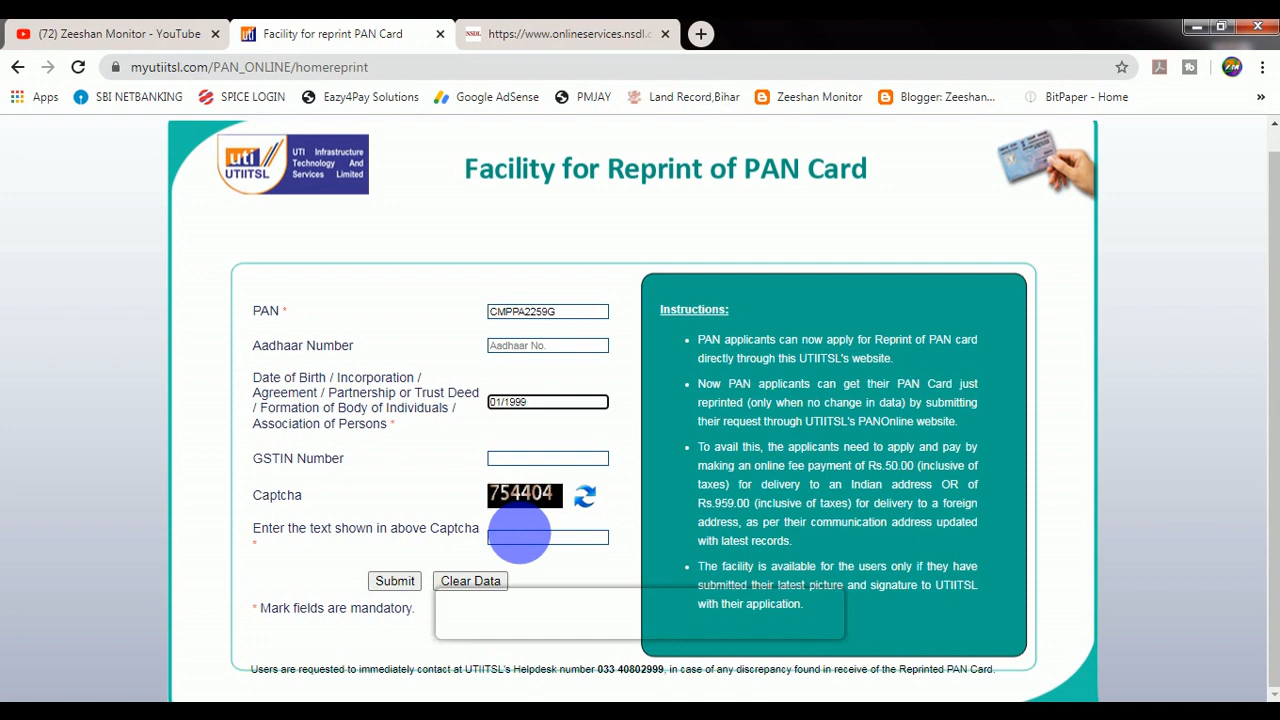 (72) Zeeshan Monitor - YouTube
uti Facility for reprint PAN Card
NSDL https://www.onlineservices.nsdl.c
myutiitsl.com/PAN_ONLINE/homereprint
Apps SBI NETBANKING SPICE LOGIN Eazy4Pay Solutions Google AdSense PMJAY Land Record,Bihar Zeeshan Monitor Blogger: Zeeshan... BitPaper - Home »
uti
UTIITSL
UTI Infrastructure
Technology And
Services Limited
Facility for Reprint of PAN Card
PAN * CMPPA2259G
Aadhaar Number Aadhaar No.
Date of Birth / Incorporation /
Agreement / Partnership or Trust Deed
/ Formation of Body of Individuals /
Association of Persons *
01/1999
GSTIN Number
Captcha 754404
Enter the text shown in above Captcha
*
Submit Clear Data
* Mark fields are mandatory.
Instructions:
• PAN applicants can now apply for Reprint of PAN card
directly through this UTIITSL's website.
• Now PAN applicants can get their PAN Card just
reprinted (only when no change in data) by submitting
their request through UTIITSL's PANOnline website.
• To avail this, the applicants need to apply and pay by
making an online fee payment of Rs.50.00 (inclusive of
taxes) for delivery to an Indian address OR of
Rs.959.00 (inclusive of taxes) for delivery to a foreign
address, as per their communication address updated
with latest records.
• The facility is available for the users only if they have
submitted their latest picture and signature to UTIITSL
with their application.
Users are requested to immediately contact at UTIITSL's Helpdesk number 033 40802999, in case of any discrepancy found in receive of the Reprinted PAN Card.